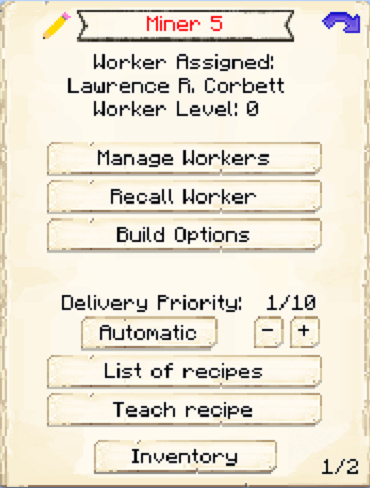 Miner 5
Worker Assigned:
Lawrence R. Corbett
Worker Level: 0
Manage Workers
Recall Worker
Build Options
Delivery Priority: 1/10
Automatic - +
List of recipes
Teach recipe
Inventory
1/2